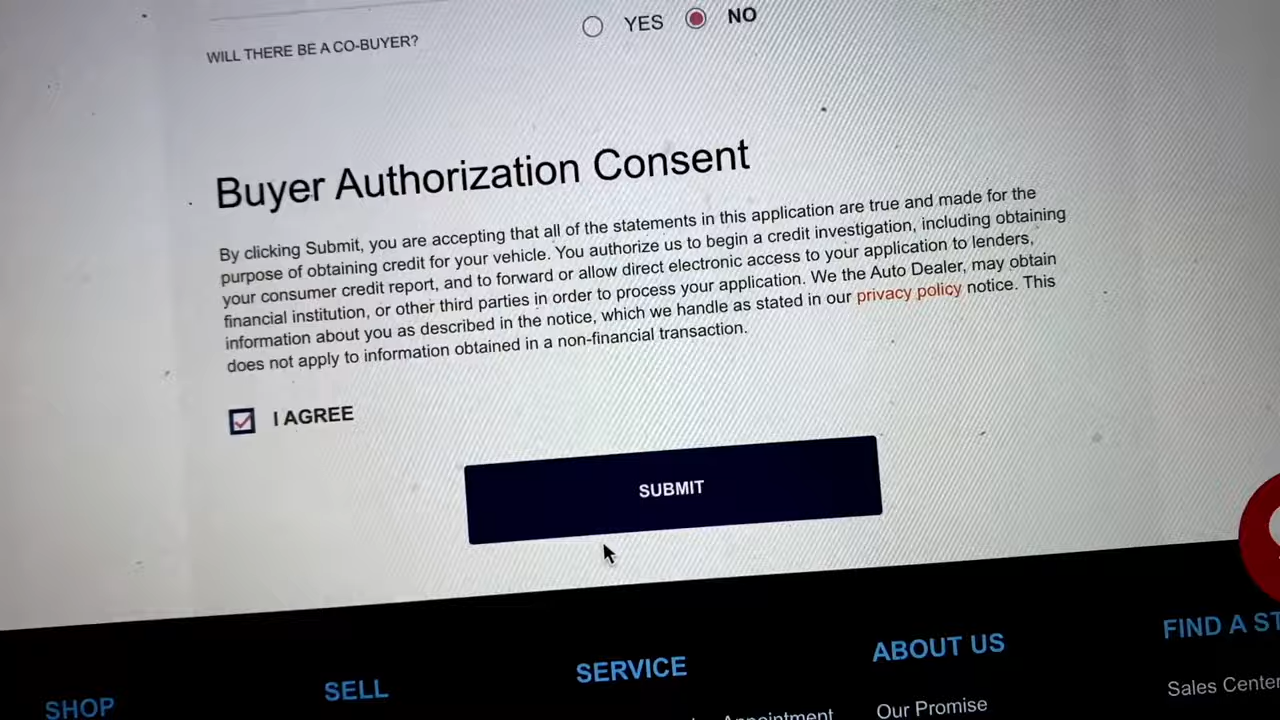 YES NO
WILL THERE BE A CO-BUYER?
Buyer Authorization Consent
By clicking Submit, you are accepting that all of the statements in this application are true and made for the
purpose of obtaining credit for your vehicle. You authorize us to begin a credit investigation, including obtaining
your consumer credit report, and to forward or allow direct electronic access to your application to lenders,
financial institution, or other third parties in order to process your application. We the Auto Dealer, may obtain
information about you as described in the notice, which we handle as stated in our privacy policy notice. This
does not apply to information obtained in a non-financial transaction.
I AGREE
SUBMIT
SHOP SELL SERVICE ABOUT US FIND A ST
Appointment Our Promise Sales Center